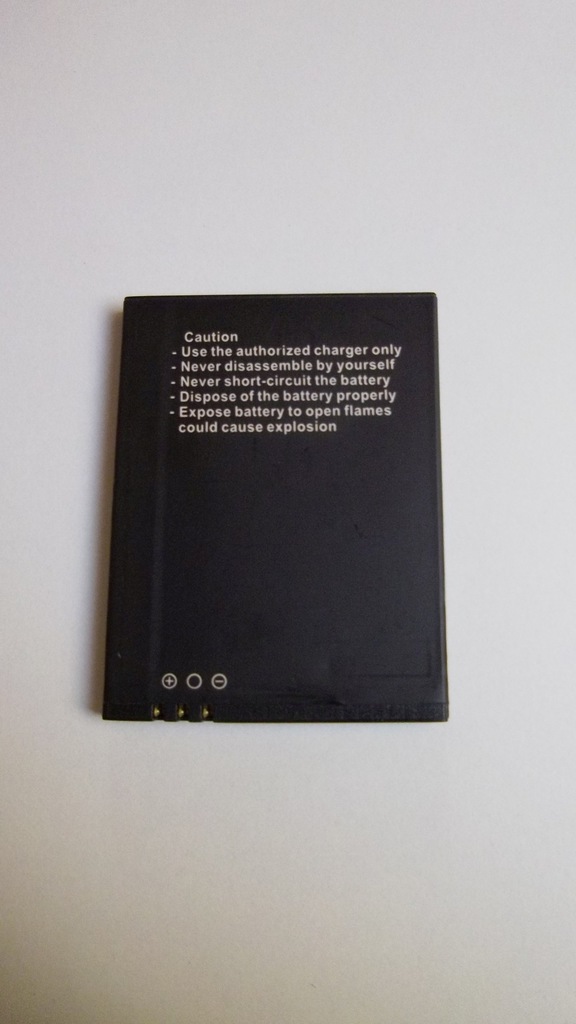 Caution
- Use the authorized charger only
- Never disassemble by yourself
- Never short-circuit the battery
- Dispose of the battery properly
- Expose battery to open flames
could cause explosion
+ −